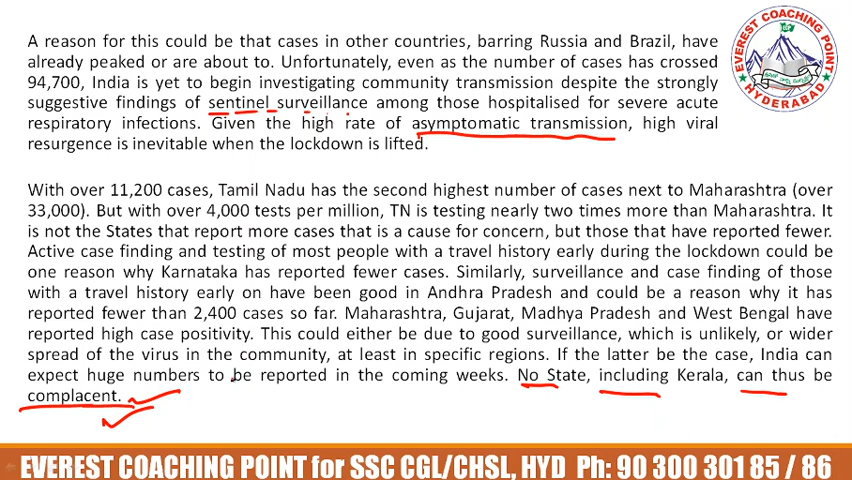 A reason for this could be that cases in other countries, barring Russia and Brazil, have
already peaked or are about to. Unfortunately, even as the number of cases has crossed
94,700, India is yet to begin investigating community transmission despite the strongly
suggestive findings of sentinel surveillance among those hospitalised for severe acute
respiratory infections. Given the high rate of asymptomatic transmission, high viral
resurgence is inevitable when the lockdown is lifted.
EVEREST COACHING POINT
HYDERABAD
With over 11,200 cases, Tamil Nadu has the second highest number of cases next to Maharashtra (over
33,000). But with over 4,000 tests per million, TN is testing nearly two times more than Maharashtra. It
is not the States that report more cases that is a cause for concern, but those that have reported fewer.
Active case finding and testing of most people with a travel history early during the lockdown could be
one reason why Karnataka has reported fewer cases. Similarly, surveillance and case finding of those
with a travel history early on have been good in Andhra Pradesh and could be a reason why it has
reported fewer than 2,400 cases so far. Maharashtra, Gujarat, Madhya Pradesh and West Bengal have
reported high case positivity. This could either be due to good surveillance, which is unlikely, or wider
spread of the virus in the community, at least in specific regions. If the latter be the case, India can
expect huge numbers to be reported in the coming weeks. No State, including Kerala, can thus be
complacent.
EVEREST COACHING POINT for SSC CGL/CHSL, HYD Ph: 90 300 301 85 / 86